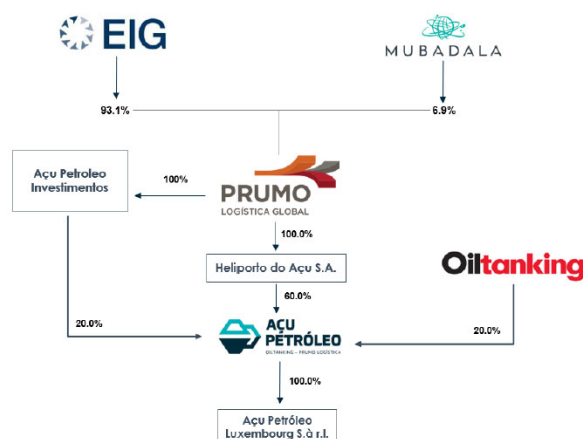 EIG
MUBADALA
93.1%
6.9%
Açu Petroleo
Investimentos
100%
PRUMO
LOGÍSTICA GLOBAL
100.0%
Heliporto do Açu S.A.
Oiltanking
60.0%
20.0%
AÇU
PETRÓLEO
OILTANKING – PRUMO LOGÍSTICA
20.0%
100.0%
Açu Petróleo
Luxembourg S.à r.l.